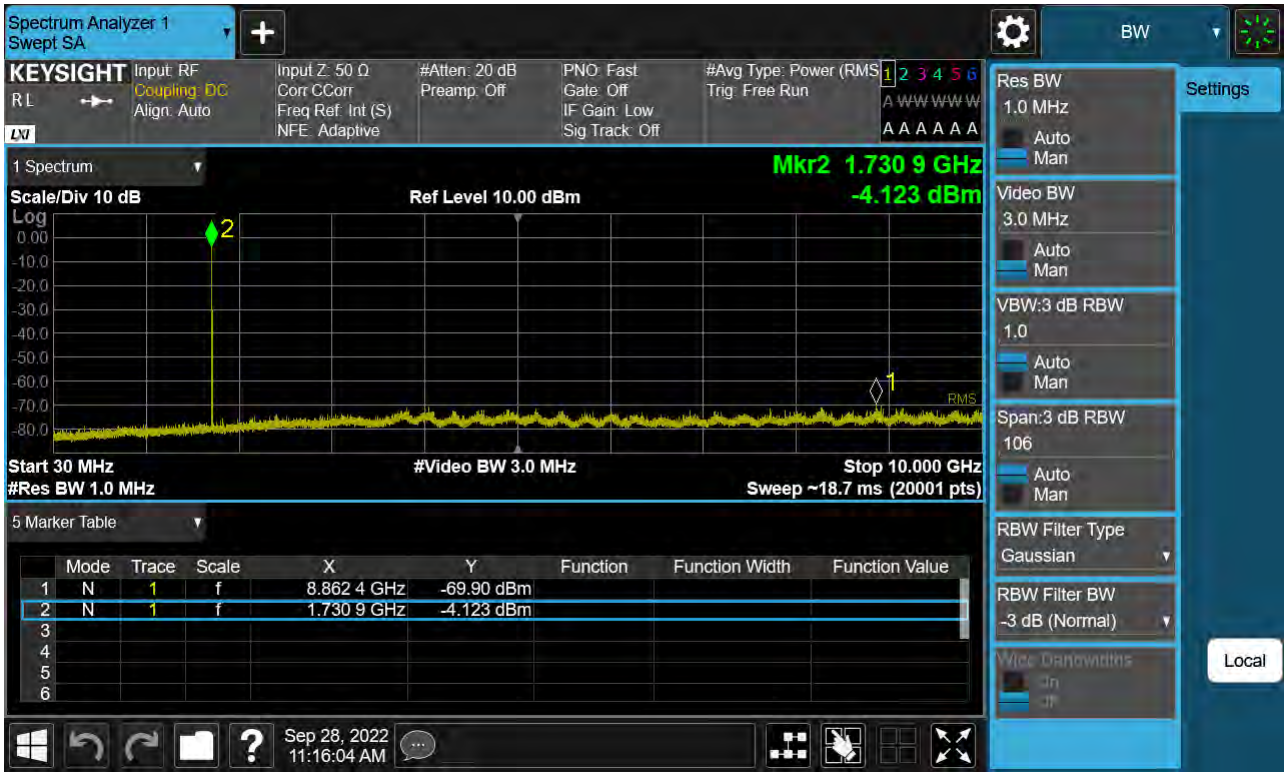 Spectrum Analyzer 1
Swept SA
+
BW
KEYSIGHT
RL
LXI
Input: RF
Coupling: DC
Align: Auto
Input Z: 50 Ω
Corr CCorr
Freq Ref: Int (S)
NFE: Adaptive
#Atten: 20 dB
Preamp: Off
PNO: Fast
Gate: Off
IF Gain: Low
Sig Track: Off
#Avg Type: Power (RMS
Trig: Free Run
1 2 3 4 5 6
A W W W W W
A A A A A A
1 Spectrum
Scale/Div 10 dB
Ref Level 10.00 dBm
Mkr2 1.730 9 GHz
-4.123 dBm
Log
0.00
-10.0
-20.0
-30.0
-40.0
-50.0
-60.0
-70.0
-80.0
2
1
RMS
Start 30 MHz
#Video BW 3.0 MHz
Stop 10.000 GHz
#Res BW 1.0 MHz
Sweep ~18.7 ms (20001 pts)
5 Marker Table
Mode Trace Scale X Y Function Function Width Function Value
1 N 1 f 8.862 4 GHz -69.90 dBm
2 N 1 f 1.730 9 GHz -4.123 dBm
3
4
5
6
Res BW
1.0 MHz
Auto
Man
Video BW
3.0 MHz
Auto
Man
VBW:3 dB RBW
1.0
Auto
Man
Span:3 dB RBW
106
Auto
Man
RBW Filter Type
Gaussian
RBW Filter BW
-3 dB (Normal)
Settings
Local
?
Sep 28, 2022
11:16:04 AM